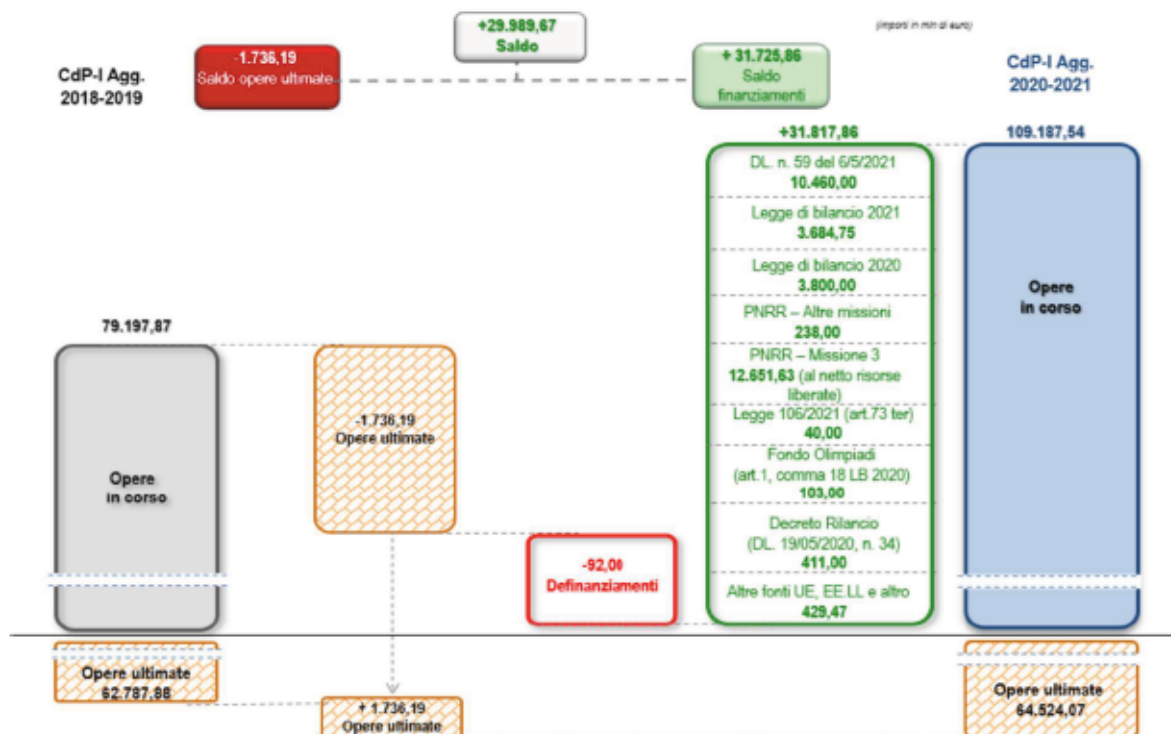 +29.989,67
Saldo
(importi in mln di euro)
CdP-I Agg.
2018-2019
-1.736,19
Saldo opere ultimate
+ 31.725,86
Saldo
finanziamenti
CdP-I Agg.
2020-2021
+31.817,86
109.187,54
DL. n. 59 del 6/5/2021
10.460,00
Legge di bilancio 2021
3.684,75
Legge di bilancio 2020
3.800,00
PNRR – Altre missioni
238,00
PNRR – Missione 3
12.651,63 (al netto risorse
liberate)
Legge 106/2021 (art.73 ter)
40,00
Fondo Olimpiadi
(art.1, comma 18 LB 2020)
103,00
Decreto Rilancio
(DL. 19/05/2020, n. 34)
411,00
Altre fonti UE, EE.LL e altro
429,47
Opere
in corso
79.197,87
Opere
in corso
-1.736,19
Opere ultimate
-92,00
Definanziamenti
Opere ultimate
62.787,88
+ 1.736,19
Opere ultimate
Opere ultimate
64.524,07